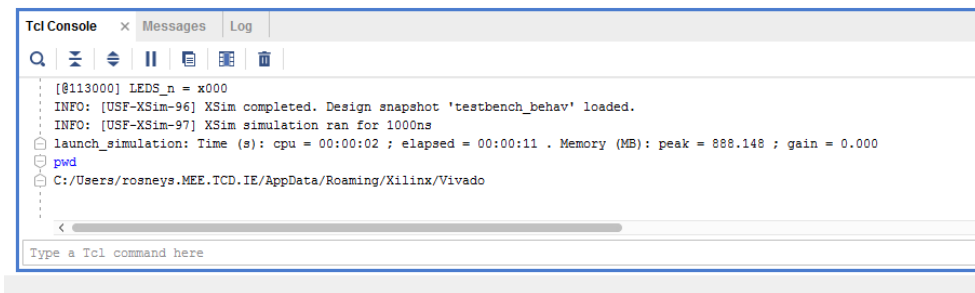 Tcl Console × Messages Log
[@113000] LEDS_n = x000
INFO: [USF-XSim-96] XSim completed. Design snapshot 'testbench_behav' loaded.
INFO: [USF-XSim-97] XSim simulation ran for 1000ns
launch_simulation: Time (s): cpu = 00:00:02 ; elapsed = 00:00:11 . Memory (MB): peak = 888.148 ; gain = 0.000
pwd
C:/Users/rosneys.MEE.TCD.IE/AppData/Roaming/Xilinx/Vivado
Type a Tcl command here